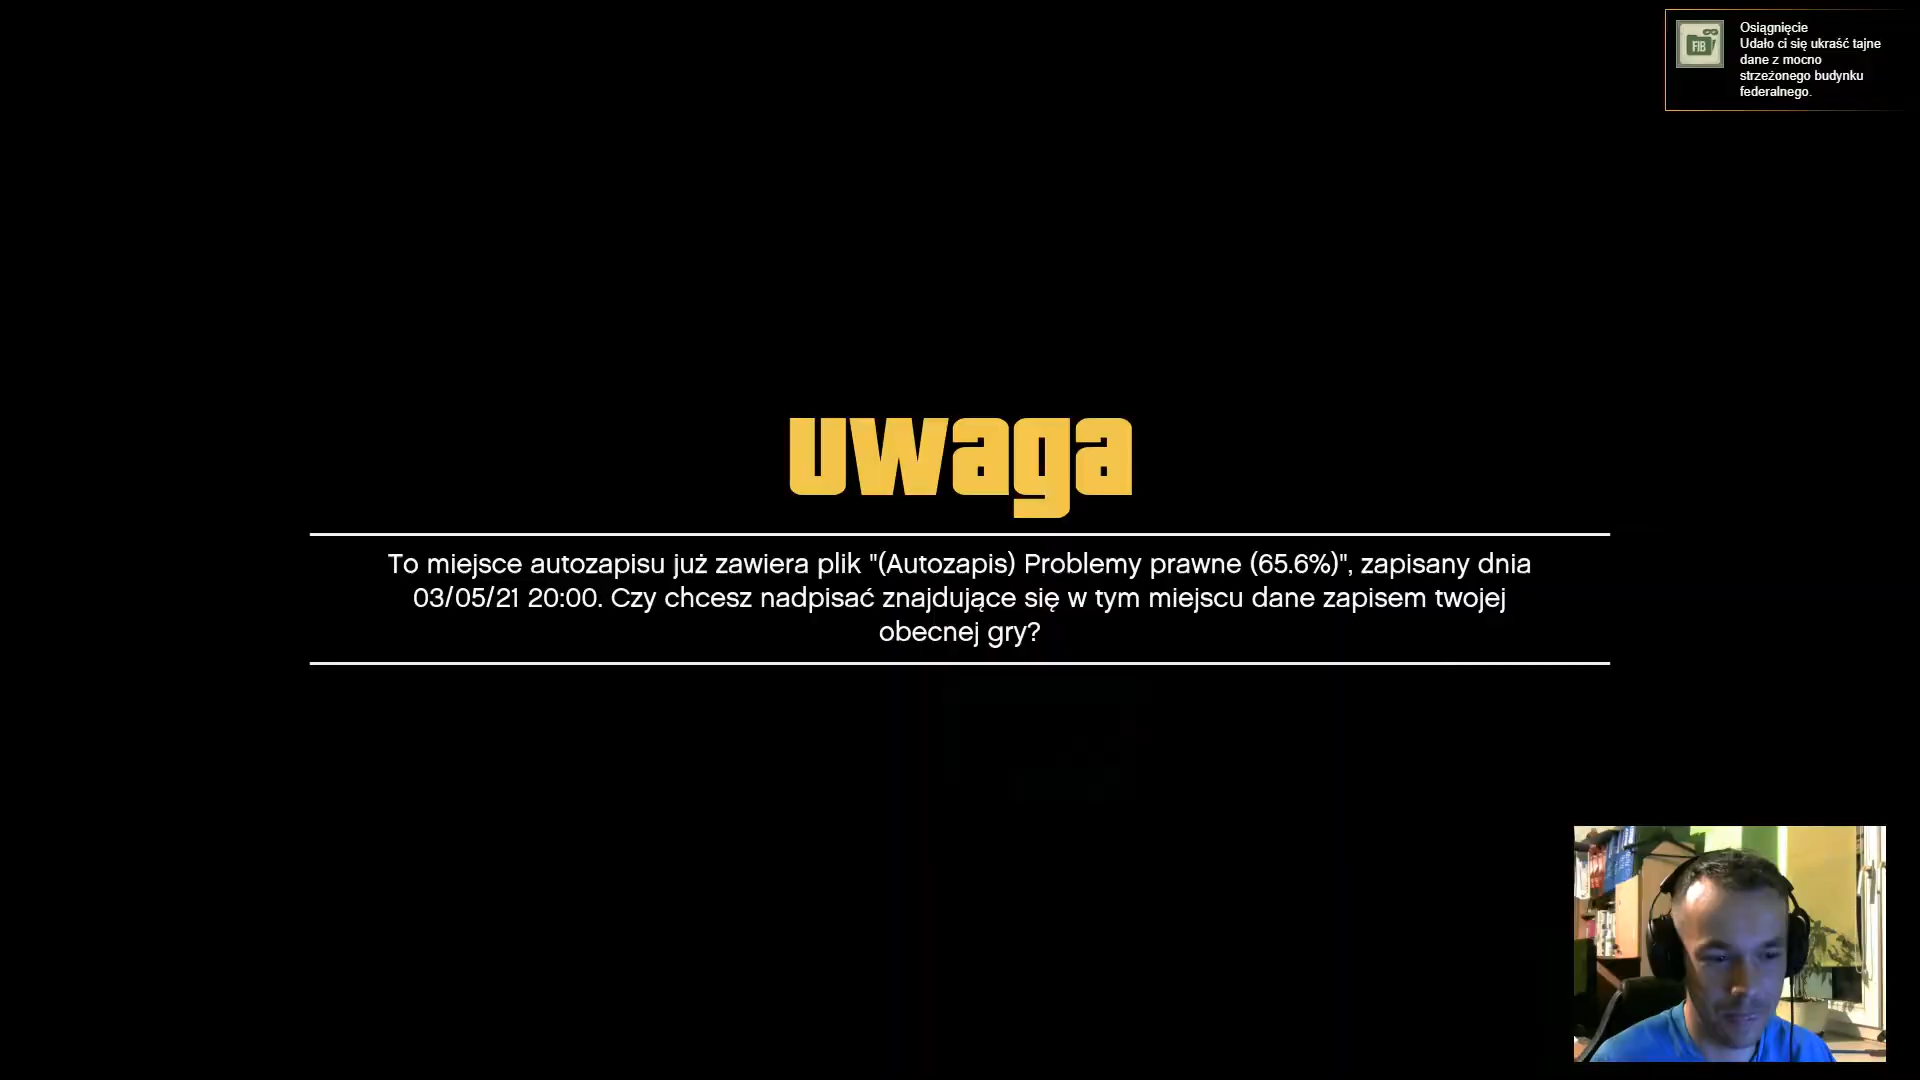 Osiągnięcie
Udało ci się ukraść tajne
dane z mocno
strzeżonego budynku
federalnego.
FIB
uwaga
To miejsce autozapisu już zawiera plik "(Autozapis) Problemy prawne (65.6%)", zapisany dnia
03/05/21 20:00. Czy chcesz nadpisać znajdujące się w tym miejscu dane zapisem twojej
obecnej gry?